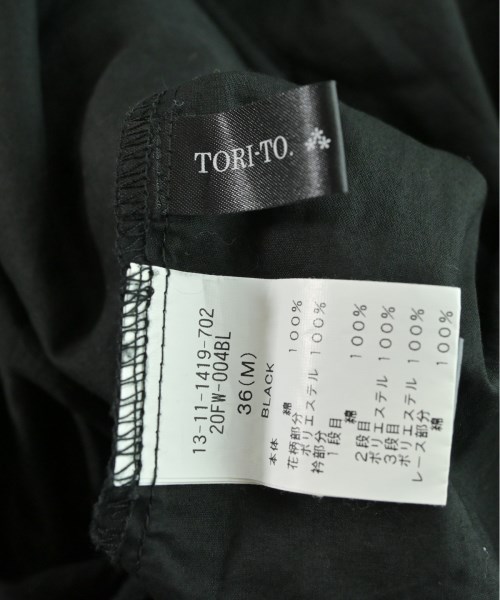 TORI-TO.
13-11-1419-702
20FW-004BL
36(M)
BLACK
本体
綿 100%
花柄部分
ポリエステル 100%
衿部分
1段目
綿 100%
2段目
ポリエステル 100%
3段目
ポリエステル 100%
レース部分
綿 100%